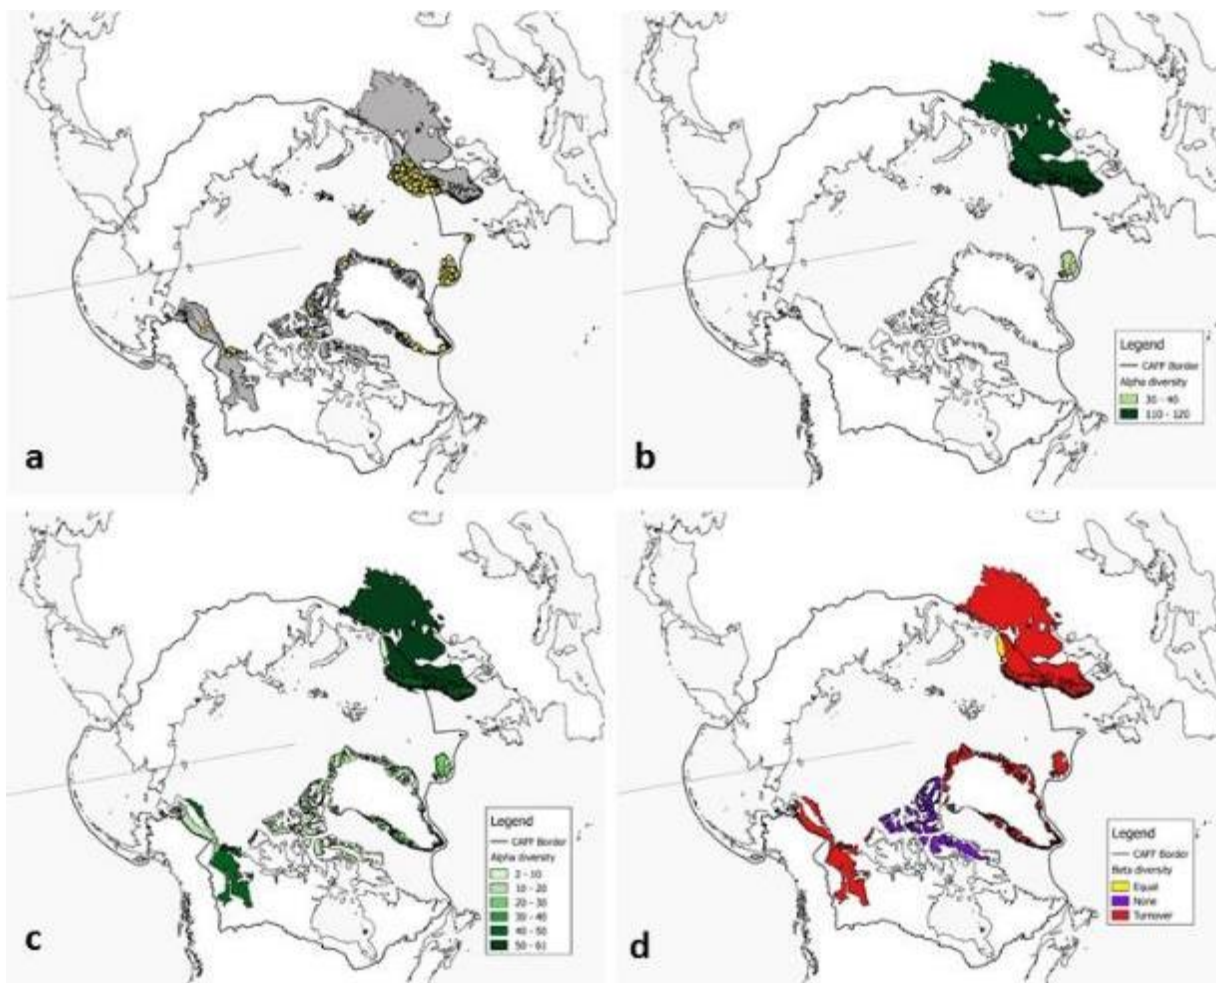 a
b
Legend
CAFF Border
Alpha diversity
30 - 40
110 - 120
c
Legend
CAFF Border
Alpha diversity
2 - 10
10 - 20
20 - 30
30 - 40
40 - 50
50 - 61
d
Legend
CAFF Border
Beta diversity
Equal
None
Turnover